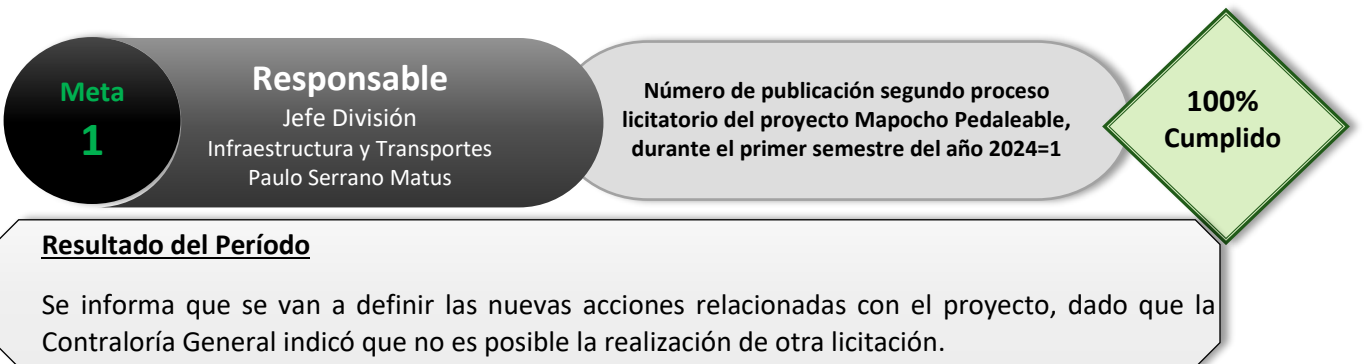 Meta
1
Responsable
Jefe División
Infraestructura y Transportes
Paulo Serrano Matus
Número de publicación segundo proceso
licitatorio del proyecto Mapocho Pedaleable,
durante el primer semestre del año 2024=1
100%
Cumplido
Resultado del Período
Se informa que se van a definir las nuevas acciones relacionadas con el proyecto, dado que la
Contraloría General indicó que no es posible la realización de otra licitación.